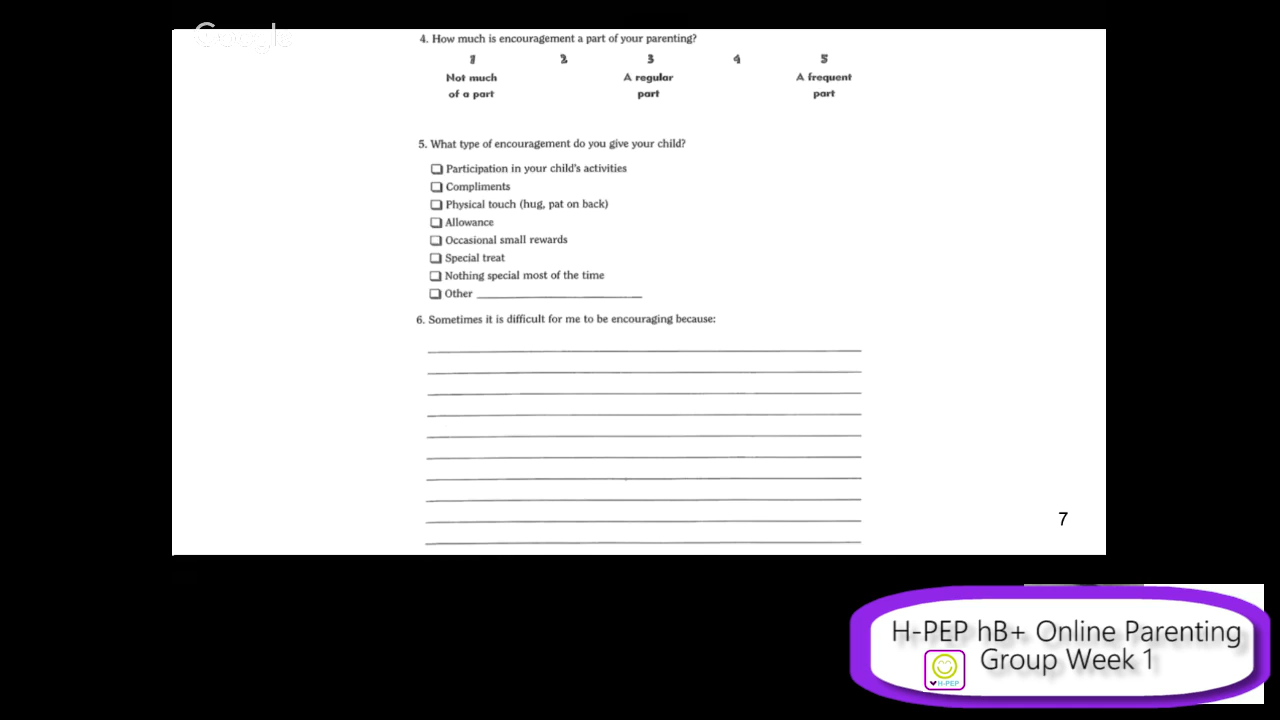 Google
4. How much is encouragement a part of your parenting?
1 2 3 4 5
Not much A regular A frequent
of a part part part
5. What type of encouragement do you give your child?
Participation in your child's activities
Compliments
Physical touch (hug, pat on back)
Allowance
Occasional small rewards
Special treat
Nothing special most of the time
Other
6. Sometimes it is difficult for me to be encouraging because:
7
H-PEP hB+ Online Parenting
Group Week 1
H-PEP